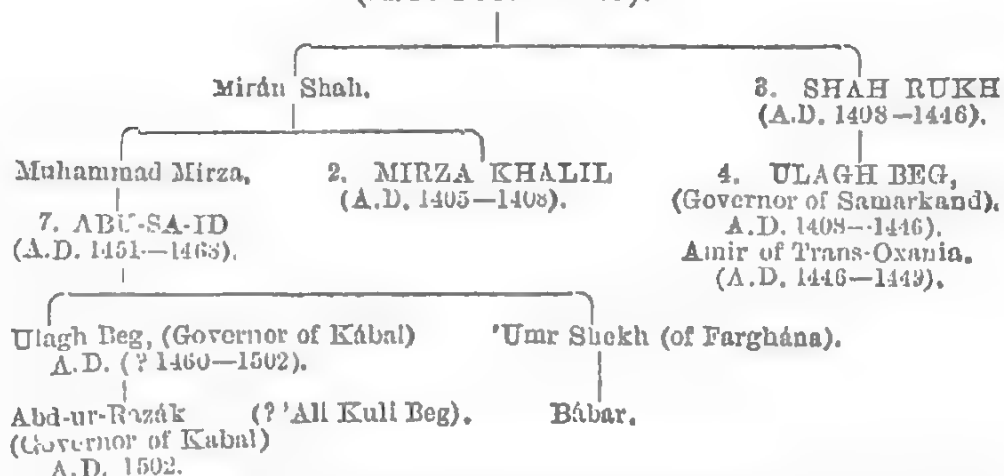 Mirán Shah.
3. SHAH RUKH
(A.D. 1408—1446).
Muhammad Mirza,
2. MIRZA KHALIL
(A.D. 1405—1408).
4. ULAGH BEG,
(Governor of Samarkand).
A.D. 1408—1446).
Amir of Trans-Oxania.
(A.D. 1446—1449).
7. ABU-SA-ID
(A.D. 1451—1468).
Ulagh Beg, (Governor of Kábal)
A.D. (? 1460—1502).
'Umr Shekh (of Farghána).
Abd-ur-Razák (? 'Ali Kuli Beg).
(Governor of Kabal)
A.D. 1502.
Bábar.